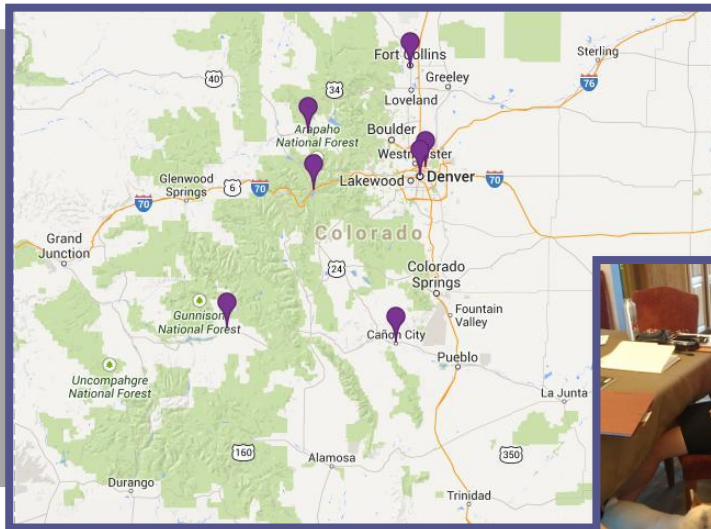 Fort Collins
Sterling
40
76
34
Greeley
Loveland
Arapaho
National Forest
Boulder
Westminster
Glenwood
Springs
6
70
Lakewood
Denver
70
70
Grand
Junction
Colorado
24
Colorado
Springs
Gunnison
National Forest
Fountain
Valley
Cañon City
Pueblo
Uncompahgre
National Forest
La Junta
160
Alamosa
350
Durango
Trinidad